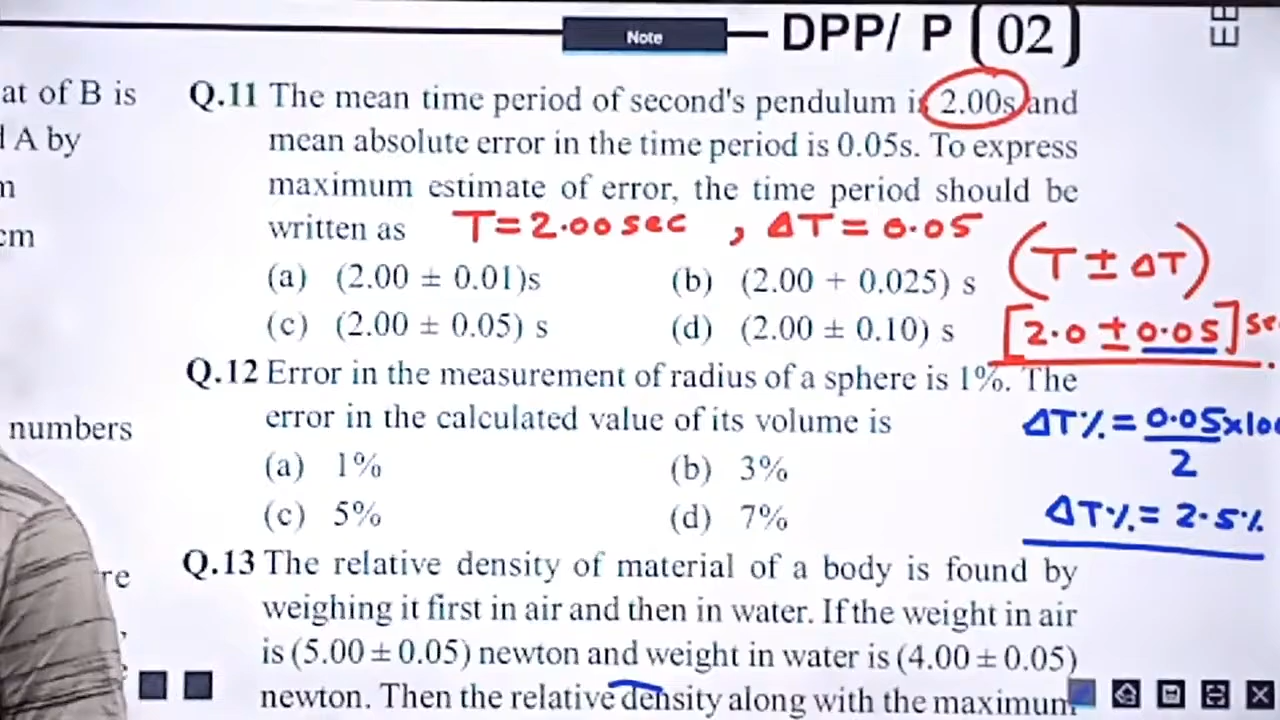 Note
DPP/ P (02)
at of B is
A by
m
cm
numbers
re
Q.11 The mean time period of second's pendulum is 2.00s and
mean absolute error in the time period is 0.05s. To express
maximum estimate of error, the time period should be
written as T=2.00sec , ΔT=0.05
(a) (2.00 ± 0.01)s (b) (2.00 + 0.025) s
(c) (2.00 ± 0.05) s (d) (2.00 ± 0.10) s
(T ± ΔT)
[2.0 ± 0.05]
Q.12 Error in the measurement of radius of a sphere is 1%. The
error in the calculated value of its volume is
(a) 1% (b) 3%
(c) 5% (d) 7%
ΔT% = 0.05x100
2
ΔT% = 2.5%
Q.13 The relative density of material of a body is found by
weighing it first in air and then in water. If the weight in air
is (5.00 ± 0.05) newton and weight in water is (4.00 ± 0.05)
newton. Then the relative density along with the maximum